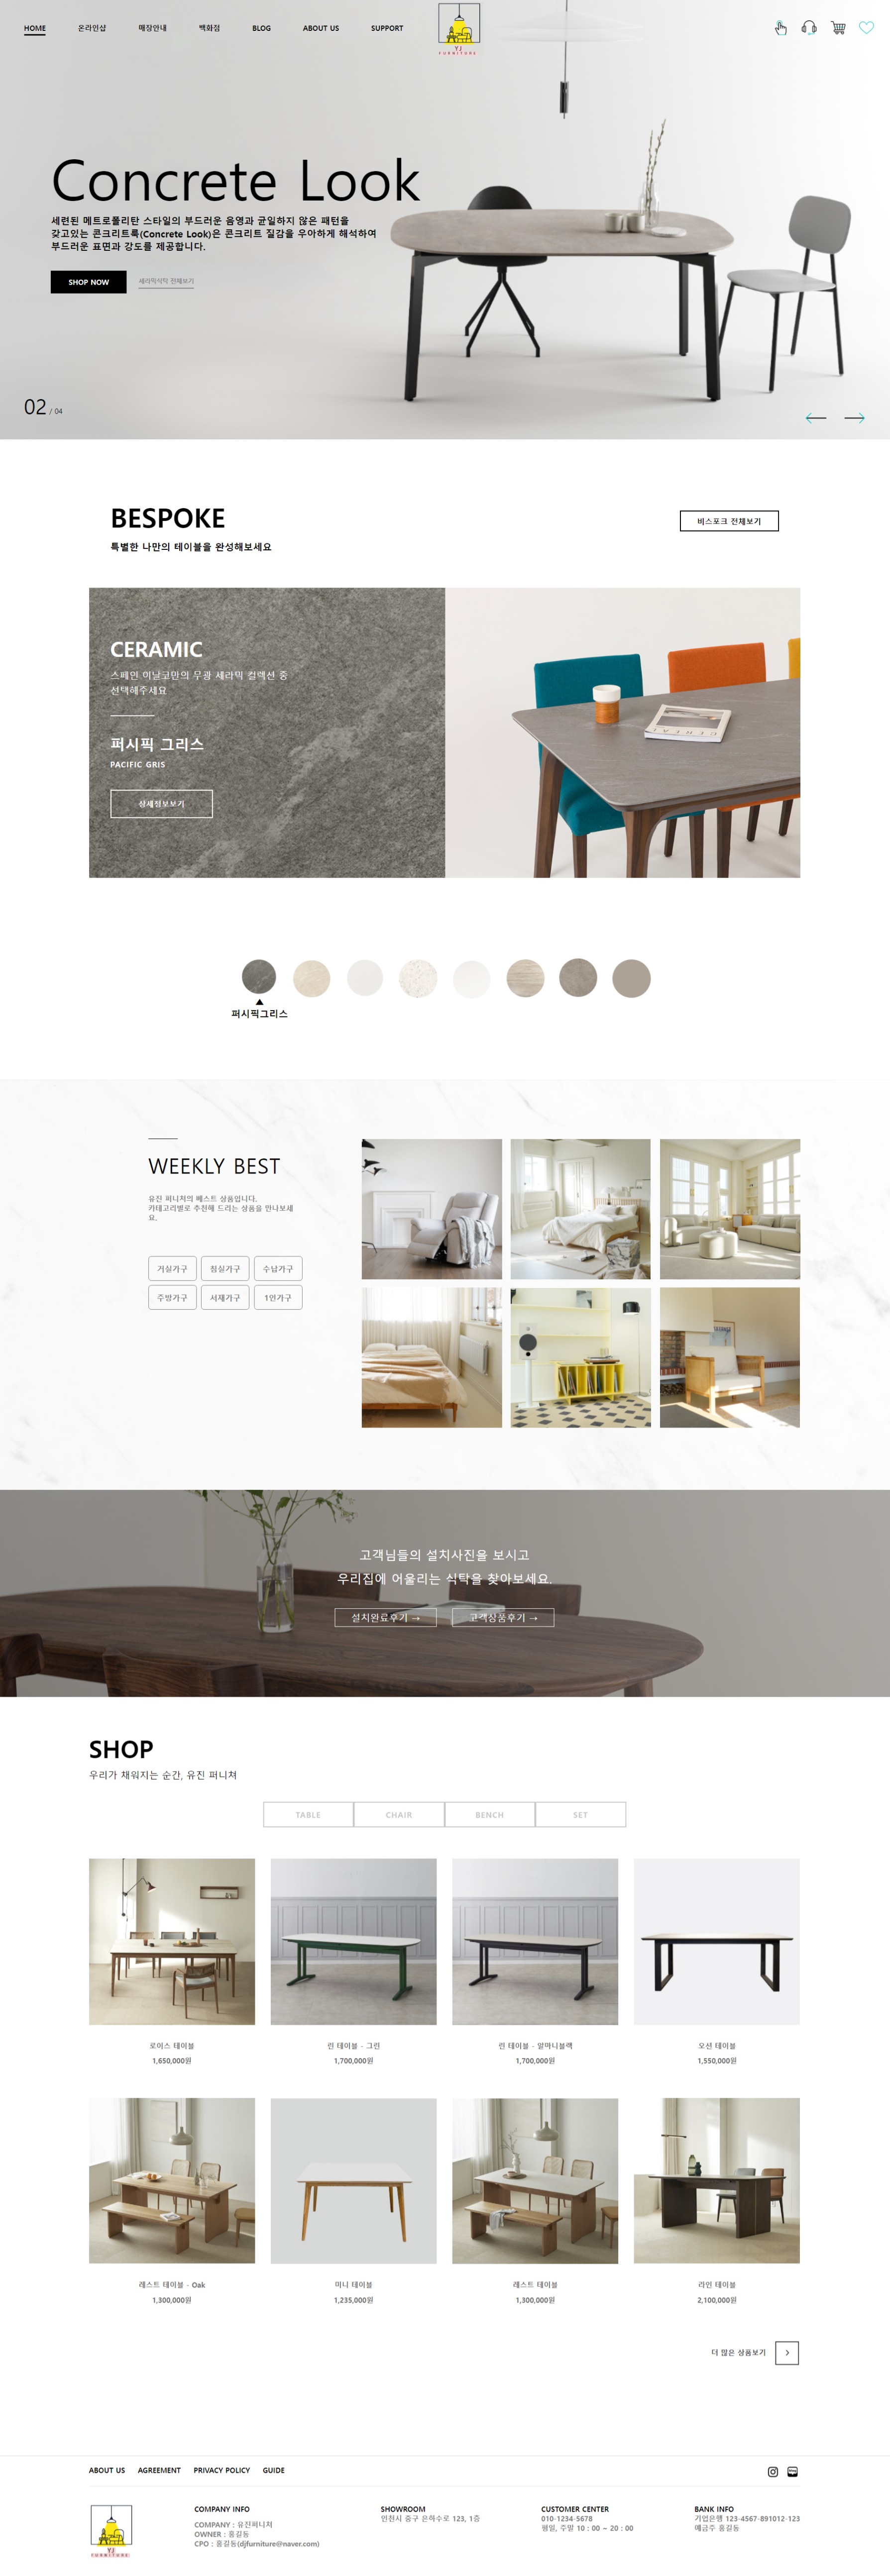 HOME
온라인샵
매장안내
백화점
BLOG
ABOUT US
SUPPORT
YJ
FURNITURE
Concrete Look
세련된 메트로폴리탄 스타일의 부드러운 음영과 균일하지 않은 패턴을
갖고있는 콘크리트룩(Concrete Look)은 콘크리트 질감을 우아하게 해석하여
부드러운 표면과 강도를 제공합니다.
SHOP NOW
세라믹식탁 전체보기
02 / 04
BESPOKE
특별한 나만의 테이블을 완성해보세요
비스포크 전체보기
CERAMIC
스페인 이날코만의 무광 세라믹 컬렉션 중
선택해주세요
퍼시픽 그리스
PACIFIC GRIS
상세정보보기
퍼시픽그리스
WEEKLY BEST
유진 퍼니처의 베스트 상품입니다.
카테고리별로 추천해 드리는 상품을 만나보세
요.
거실가구
침실가구
수납가구
주방가구
서재가구
1인가구
고객님들의 설치사진을 보시고
우리집에 어울리는 식탁을 찾아보세요.
설치완료후기 →
고객상품후기 →
SHOP
우리가 채워지는 순간, 유진 퍼니쳐
TABLE
CHAIR
BENCH
SET
로이스 테이블
1,650,000원
린 테이블 - 그린
1,700,000원
린 테이블 - 알마니블랙
1,700,000원
오션 테이블
1,550,000원
레스트 테이블 - Oak
1,300,000원
미니 테이블
1,235,000원
레스트 테이블
1,300,000원
라인 테이블
2,100,000원
더 많은 상품보기
ABOUT US
AGREEMENT
PRIVACY POLICY
GUIDE
YJ
FURNITURE
COMPANY INFO
COMPANY : 유진퍼니쳐
OWNER : 홍길동
CPO : 홍길동(djfurniture@naver.com)
SHOWROOM
인천시 중구 은하수로 123, 1층
CUSTOMER CENTER
010-1234-5678
평일, 주말 10 : 00 ~ 20 : 00
BANK INFO
기업은행 123-4567-891012-123
예금주 홍길동